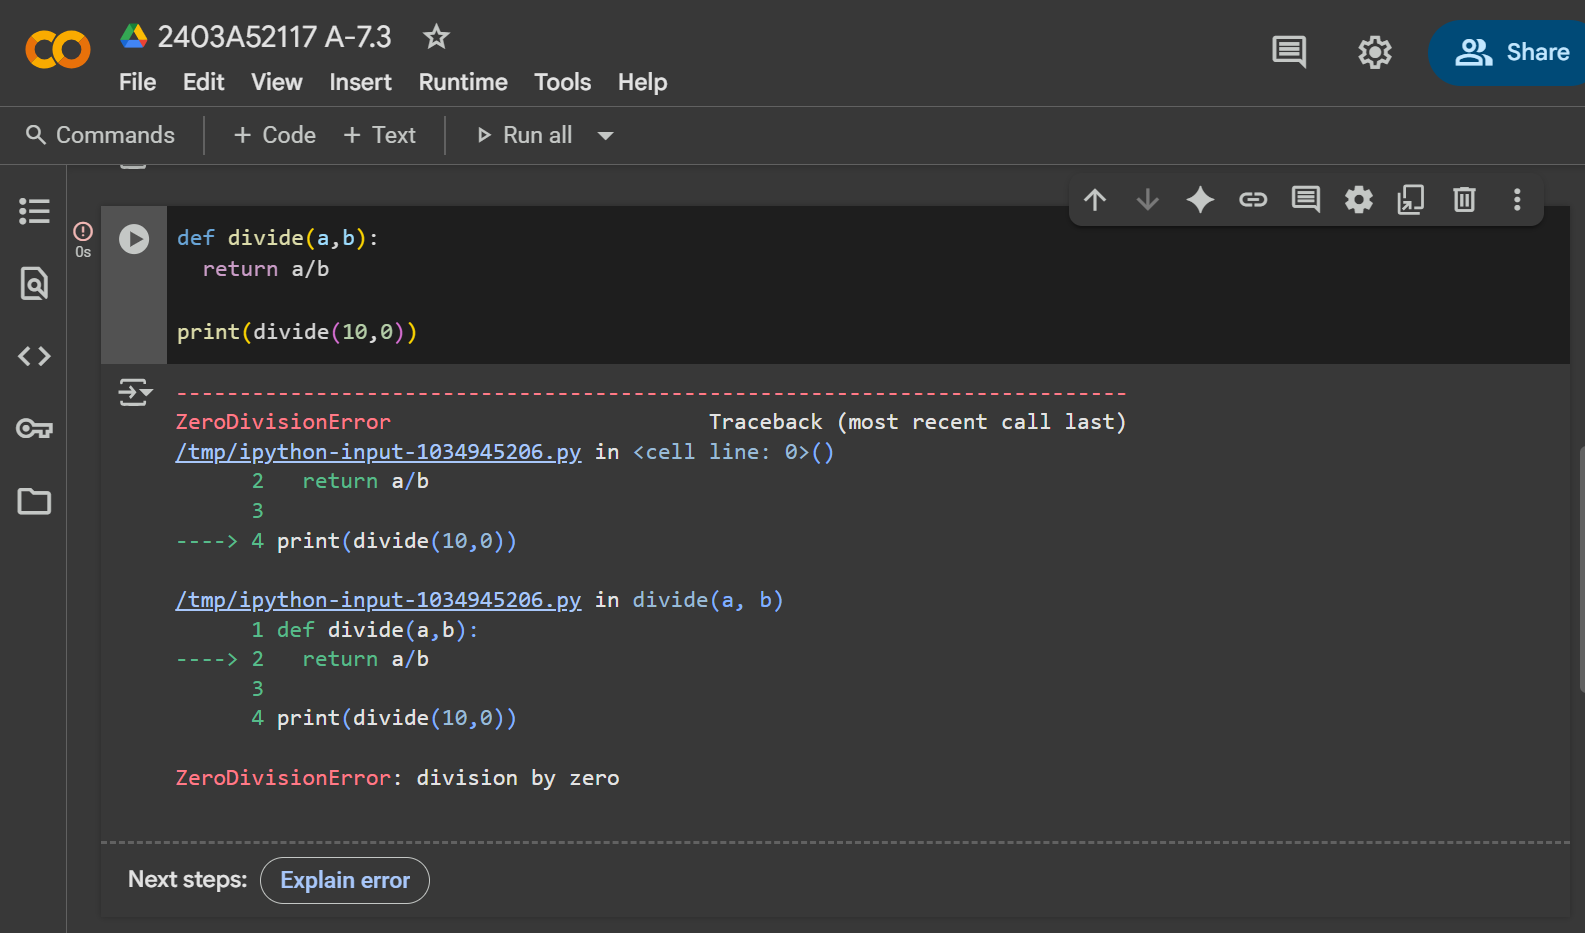 2403A52117 A-7.3
File Edit View Insert Runtime Tools Help
Share
Commands + Code + Text Run all
0s
def divide(a,b):
  return a/b

print(divide(10,0))
---------------------------------------------------------------------------
ZeroDivisionError                         Traceback (most recent call last)
/tmp/ipython-input-1034945206.py in <cell line: 0>()
      2   return a/b
      3
----> 4 print(divide(10,0))

/tmp/ipython-input-1034945206.py in divide(a, b)
      1 def divide(a,b):
----> 2   return a/b
      3
      4 print(divide(10,0))

ZeroDivisionError: division by zero
Next steps: Explain error